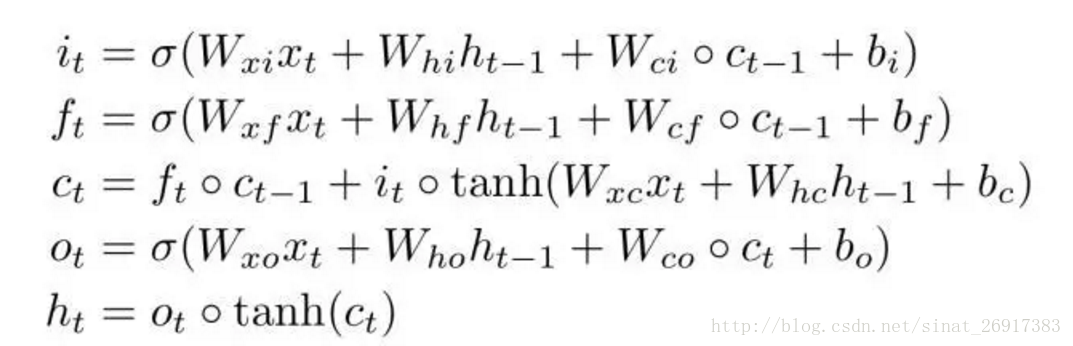 i_t = σ(W_{xi}x_t + W_{hi}h_{t−1} + W_{ci} ∘ c_{t−1} + b_i)
f_t = σ(W_{xf}x_t + W_{hf}h_{t−1} + W_{cf} ∘ c_{t−1} + b_f)
c_t = f_t ∘ c_{t−1} + i_t ∘ tanh(W_{xc}x_t + W_{hc}h_{t−1} + b_c)
o_t = σ(W_{xo}x_t + W_{ho}h_{t−1} + W_{co} ∘ c_t + b_o)
h_t = o_t ∘ tanh(c_t)
http://blog.csdn.net/sinat_26917383